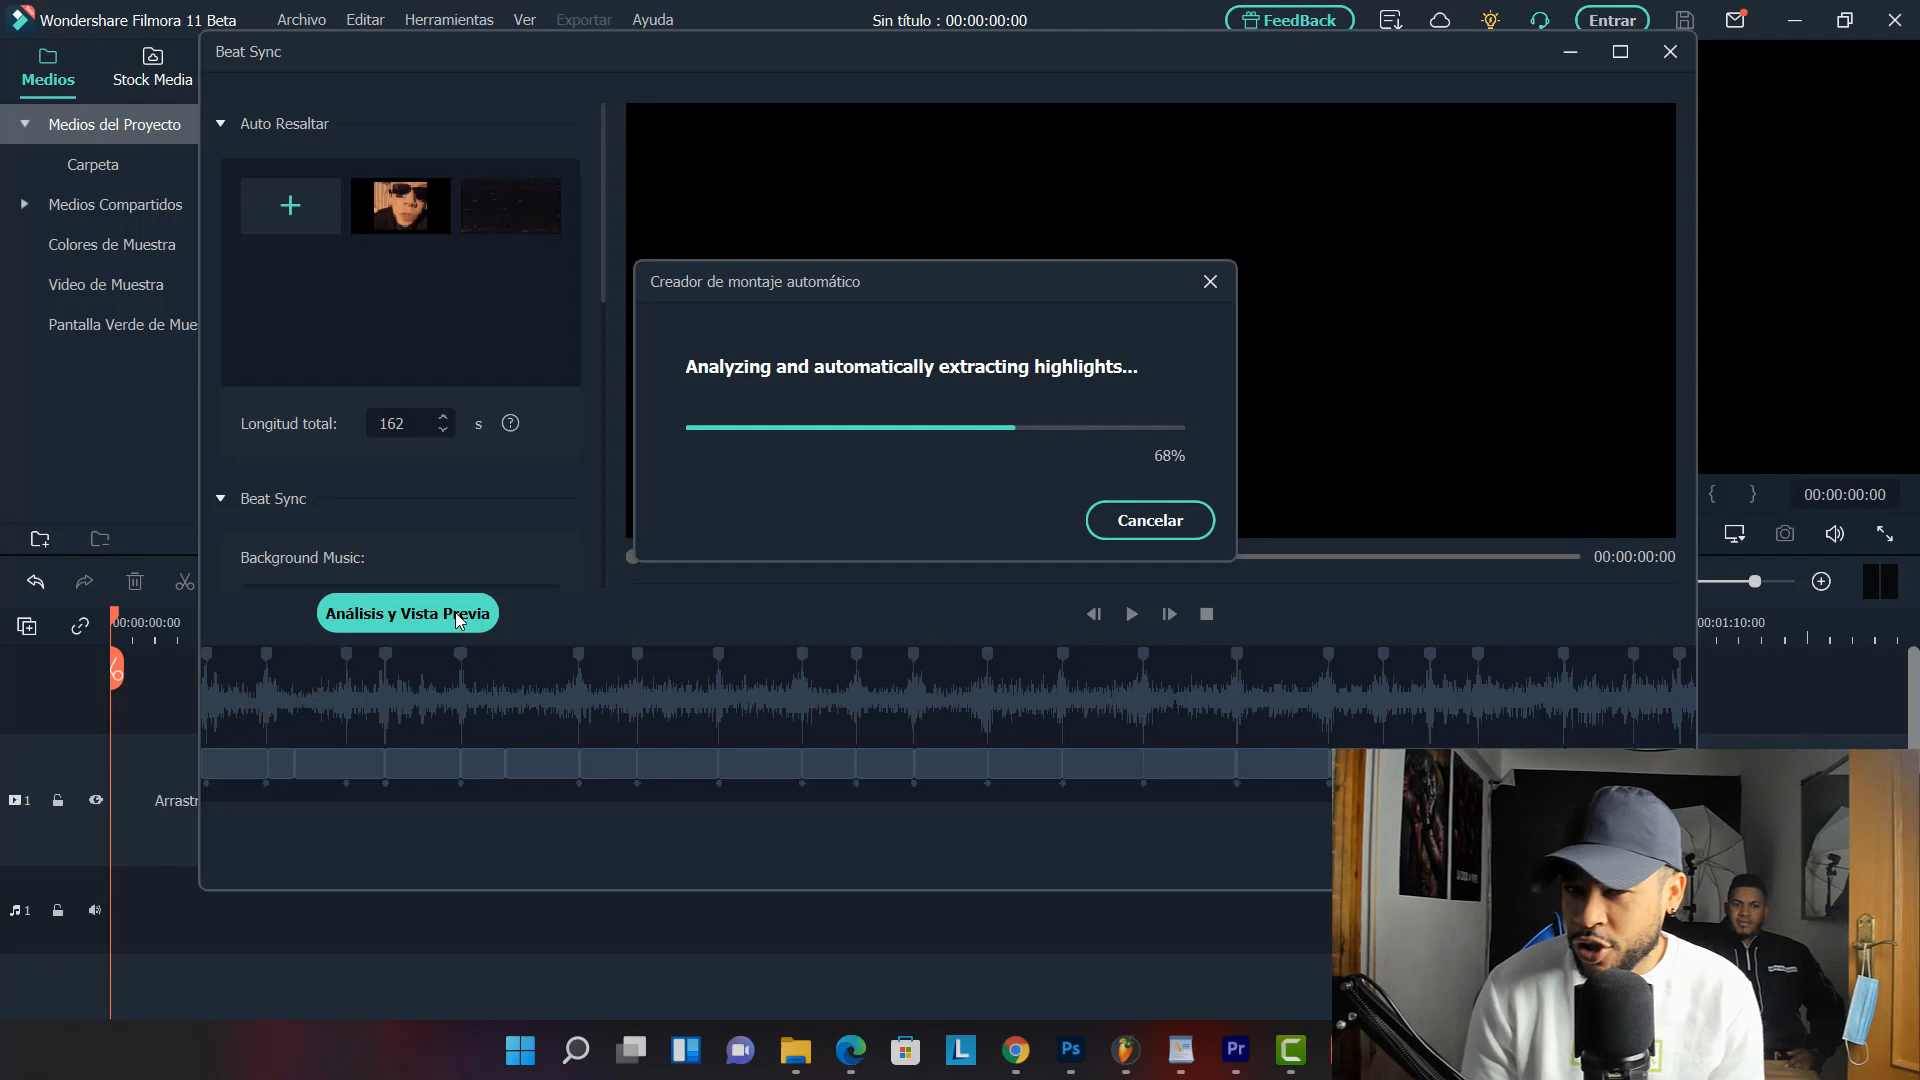 Wondershare Filmora 11 Beta
Archivo Editar Herramientas Ver Exportar Ayuda
Sin título : 00:00:00:00
FeedBack
Entrar
Beat Sync
Medios
Stock Media
Medios del Proyecto
Carpeta
Medios Compartidos
Colores de Muestra
Video de Muestra
Pantalla Verde de Mue
Auto Resaltar
Longitud total: 162 s
Beat Sync
Background Music:
Análisis y Vista Previa
Creador de montaje automático
Analyzing and automatically extracting highlights...
68%
Cancelar
00:00:00:00
00:00:00:00
00:00:00:00
00:01:10:00
1
Arrastr
1
L
Ps
Pr
C